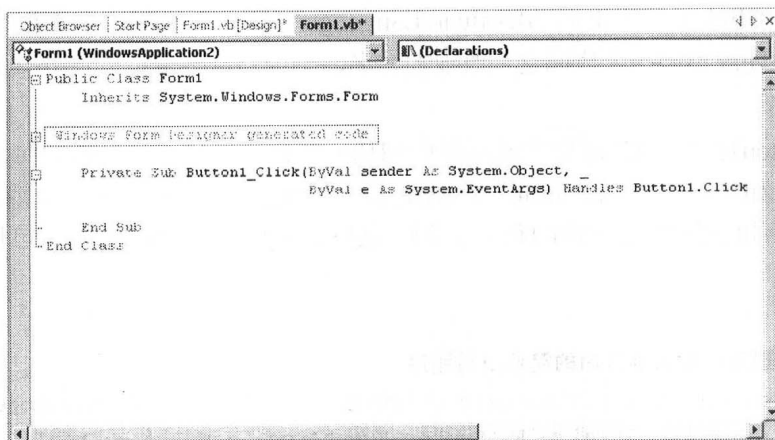 Object Browser | Start Page | Form1.vb [Design]* | Form1.vb*
Form1 (WindowsApplication2) (Declarations)
Public Class Form1
Inherits System.Windows.Forms.Form
Windows Form Designer generated code
Private Sub Button1_Click(ByVal sender As System.Object, _
ByVal e As System.EventArgs) Handles Button1.Click
End Sub
End Class